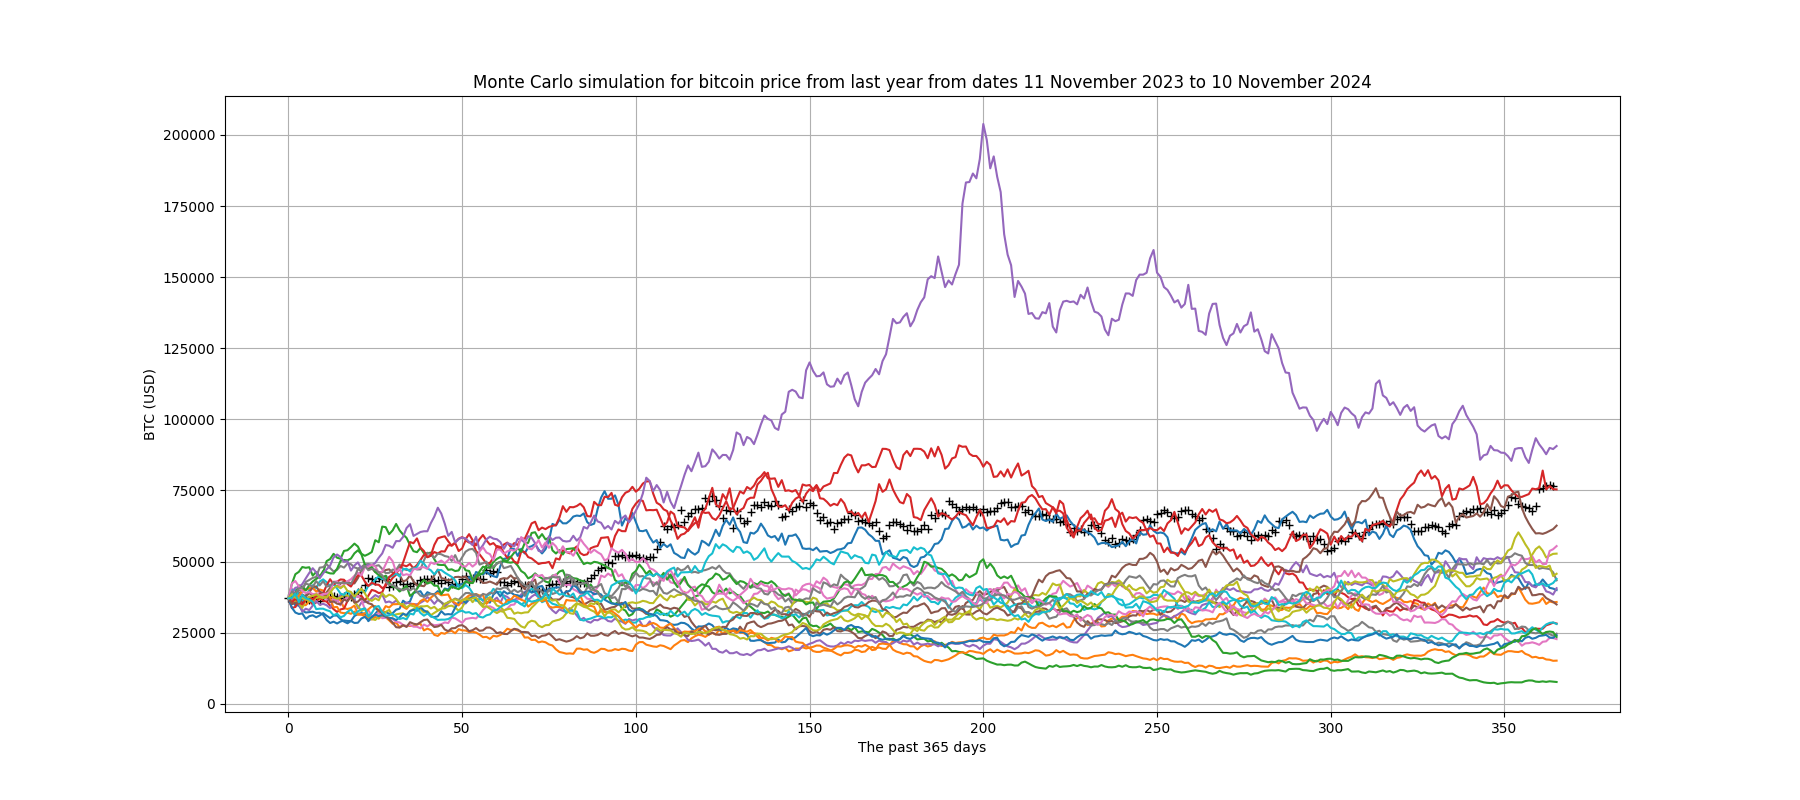 Monte Carlo simulation for bitcoin price from last year from dates 11 November 2023 to 10 November 2024
200000
175000
150000
125000
100000
75000
50000
25000
0
BTC (USD)
0 50 100 150 200 250 300 350
The past 365 days